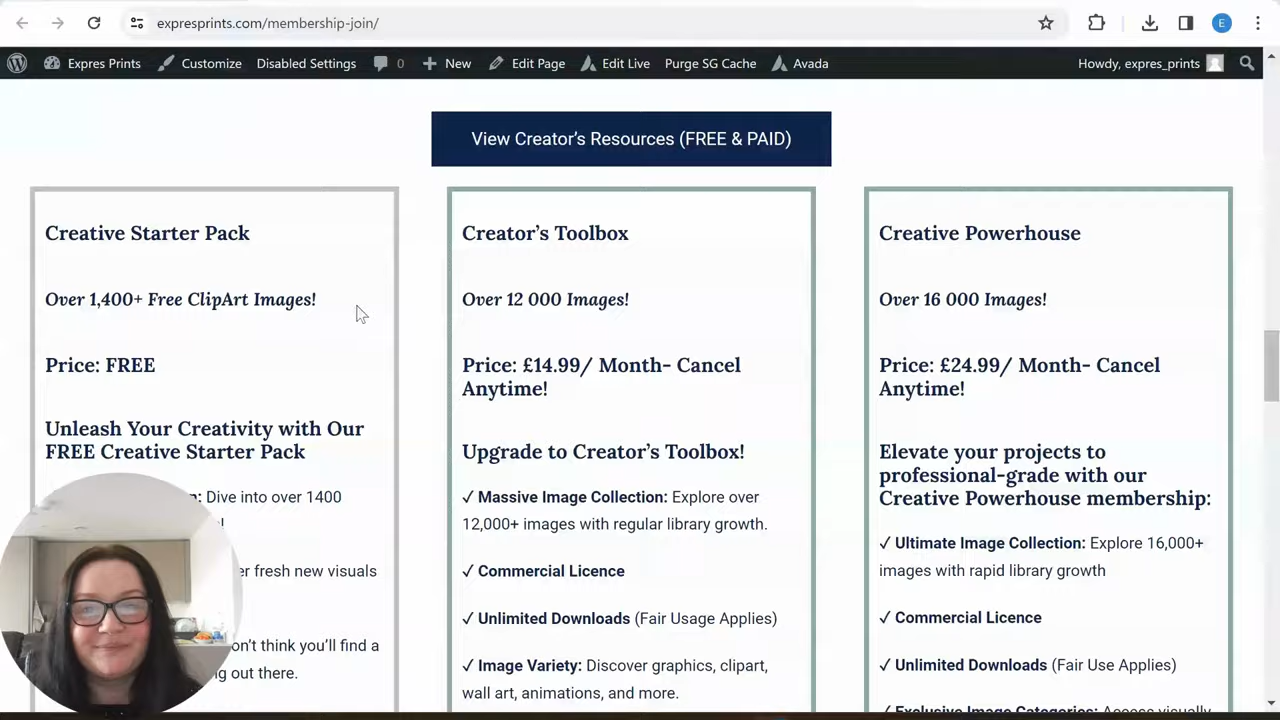 expresprints.com/membership-join/
E
Express Prints
Customize
Disabled Settings
0
New
Edit Page
Edit Live
Purge SG Cache
Avada
Howdy, expres_prints
View Creator's Resources (FREE & PAID)
Creative Starter Pack
Over 1,400+ Free ClipArt Images!
Price: FREE
Unleash Your Creativity with Our
FREE Creative Starter Pack
n: Dive into over 1400
!
er fresh new visuals
on't think you'll find a
g out there.
Creator's Toolbox
Over 12 000 Images!
Price: £14.99/ Month- Cancel
Anytime!
Upgrade to Creator's Toolbox!
✓ Massive Image Collection: Explore over
12,000+ images with regular library growth.
✓ Commercial Licence
✓ Unlimited Downloads (Fair Usage Applies)
✓ Image Variety: Discover graphics, clipart,
wall art, animations, and more.
Creative Powerhouse
Over 16 000 Images!
Price: £24.99/ Month- Cancel
Anytime!
Elevate your projects to
professional-grade with our
Creative Powerhouse membership:
✓ Ultimate Image Collection: Explore 16,000+
images with rapid library growth
✓ Commercial Licence
✓ Unlimited Downloads (Fair Use Applies)
✓ Exclusive Image Categories: Access visually